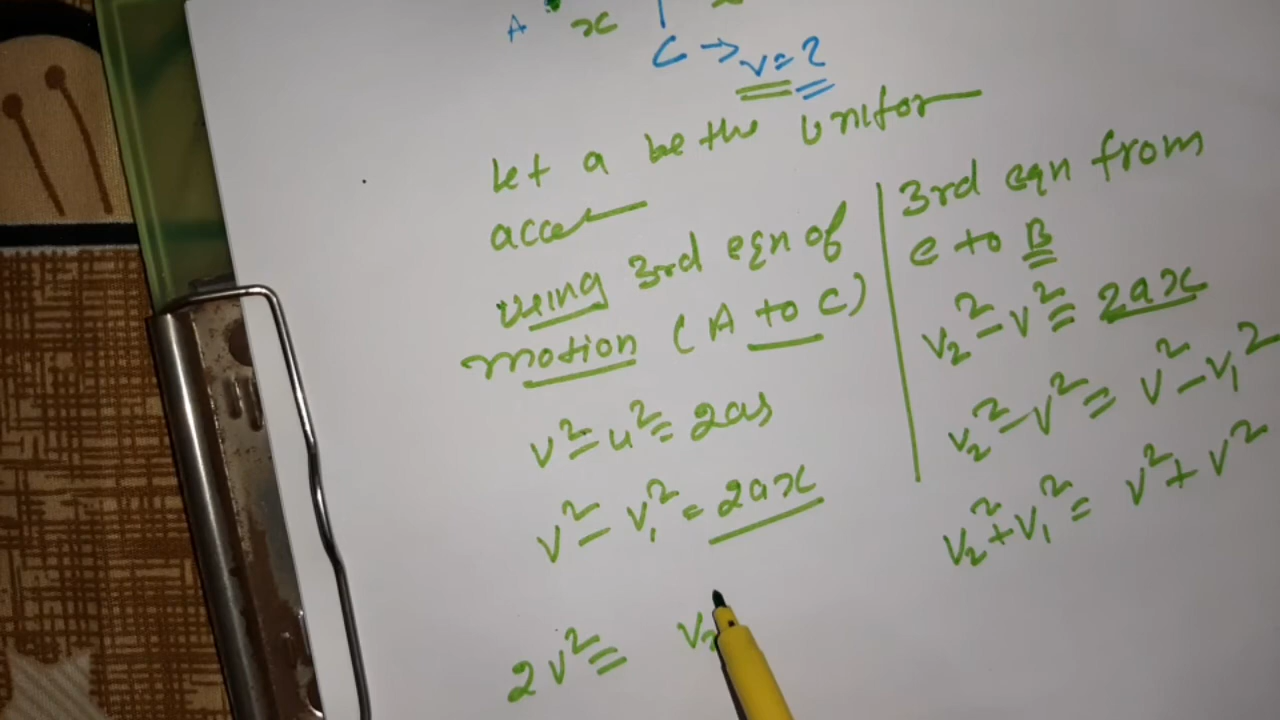 A x
C → v = ?
let a be the unifor
acce
using 3rd eqn of
motion (A to C)
v² - u² = 2as
v² - v₁² = 2ax
2v² = v₂
3rd eqn from
c to B
v₂² - v² = 2ax
v₂² - v² = v² - v₁²
v₂² + v₁² = v² + v²